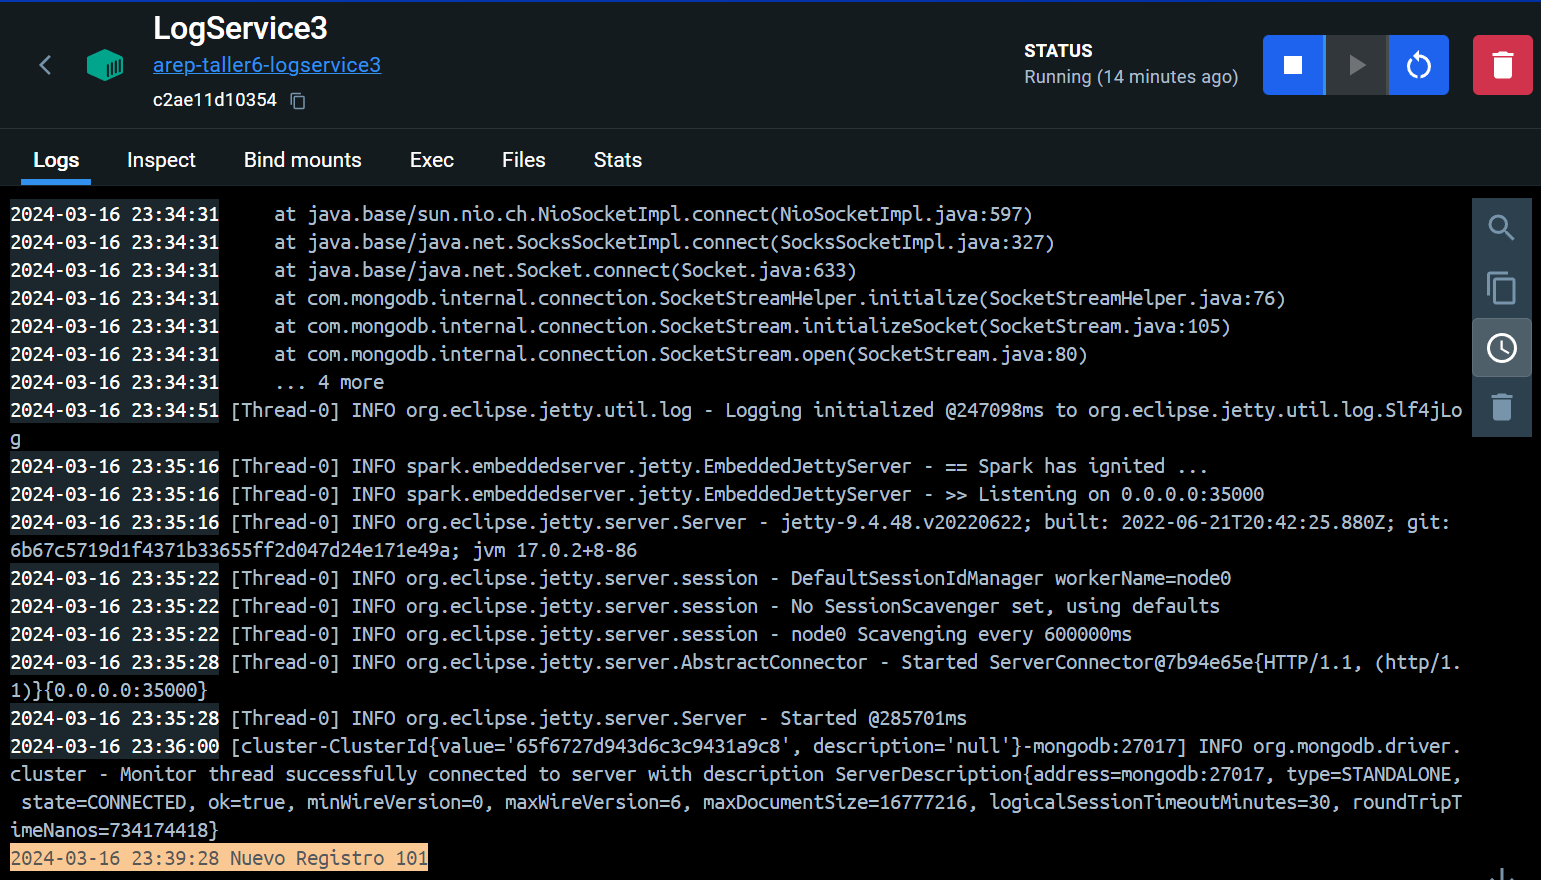 LogService3
arep-taller6-logservice3
c2ae11d10354
STATUS
Running (14 minutes ago)
Logs Inspect Bind mounts Exec Files Stats
2024-03-16 23:34:31     at java.base/sun.nio.ch.NioSocketImpl.connect(NioSocketImpl.java:597)
2024-03-16 23:34:31     at java.base/java.net.SocksSocketImpl.connect(SocksSocketImpl.java:327)
2024-03-16 23:34:31     at java.base/java.net.Socket.connect(Socket.java:633)
2024-03-16 23:34:31     at com.mongodb.internal.connection.SocketStreamHelper.initialize(SocketStreamHelper.java:76)
2024-03-16 23:34:31     at com.mongodb.internal.connection.SocketStream.initializeSocket(SocketStream.java:105)
2024-03-16 23:34:31     at com.mongodb.internal.connection.SocketStream.open(SocketStream.java:80)
2024-03-16 23:34:31     ... 4 more
2024-03-16 23:34:51 [Thread-0] INFO org.eclipse.jetty.util.log - Logging initialized @247098ms to org.eclipse.jetty.util.log.Slf4jLo
g
2024-03-16 23:35:16 [Thread-0] INFO spark.embeddedserver.jetty.EmbeddedJettyServer - == Spark has ignited ...
2024-03-16 23:35:16 [Thread-0] INFO spark.embeddedserver.jetty.EmbeddedJettyServer - >> Listening on 0.0.0.0:35000
2024-03-16 23:35:16 [Thread-0] INFO org.eclipse.jetty.server.Server - jetty-9.4.48.v20220622; built: 2022-06-21T20:42:25.880Z; git:
6b67c5719d1f4371b33655ff2d047d24e171e49a; jvm 17.0.2+8-86
2024-03-16 23:35:22 [Thread-0] INFO org.eclipse.jetty.server.session - DefaultSessionIdManager workerName=node0
2024-03-16 23:35:22 [Thread-0] INFO org.eclipse.jetty.server.session - No SessionScavenger set, using defaults
2024-03-16 23:35:22 [Thread-0] INFO org.eclipse.jetty.server.session - node0 Scavenging every 600000ms
2024-03-16 23:35:28 [Thread-0] INFO org.eclipse.jetty.server.AbstractConnector - Started ServerConnector@7b94e65e{HTTP/1.1, (http/1.
1)}{0.0.0.0:35000}
2024-03-16 23:35:28 [Thread-0] INFO org.eclipse.jetty.server.Server - Started @285701ms
2024-03-16 23:36:00 [cluster-ClusterId{value='65f6727d943d6c3c9431a9c8', description='null'}-mongodb:27017] INFO org.mongodb.driver.
cluster - Monitor thread successfully connected to server with description ServerDescription{address=mongodb:27017, type=STANDALONE,
 state=CONNECTED, ok=true, minWireVersion=0, maxWireVersion=6, maxDocumentSize=16777216, logicalSessionTimeoutMinutes=30, roundTripT
imeNanos=734174418}
2024-03-16 23:39:28 Nuevo Registro 101